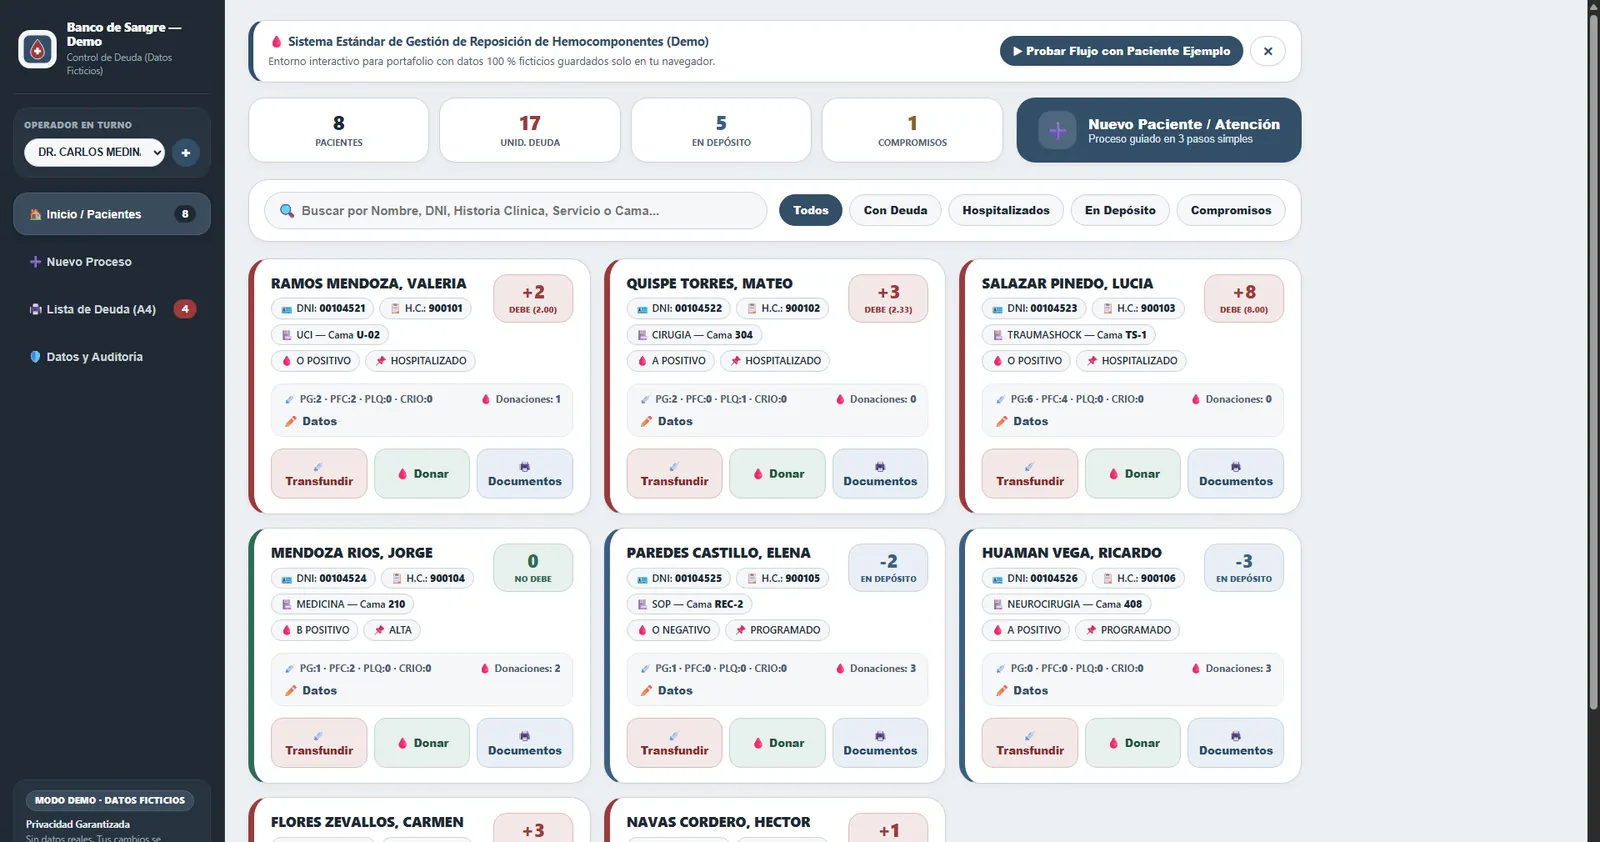 Banco de Sangre —
Demo
Control de Deuda (Datos
Ficticios)
OPERADOR EN TURNO
DR. CARLOS MEDIN
+
Inicio / Pacientes 8
Nuevo Proceso
Lista de Deuda (A4) 4
Datos y Auditoría
MODO DEMO · DATOS FICTICIOS
Privacidad Garantizada
Sin datos reales. Tus cambios se
Sistema Estándar de Gestión de Reposición de Hemocomponentes (Demo)
Entorno interactivo para portafolio con datos 100 % ficticios guardados solo en tu navegador.
▶ Probar Flujo con Paciente Ejemplo
✕
8
PACIENTES
17
UNID. DEUDA
5
EN DEPÓSITO
1
COMPROMISOS
Nuevo Paciente / Atención
Proceso guiado en 3 pasos simples
Buscar por Nombre, DNI, Historia Clínica, Servicio o Cama...
Todos
Con Deuda
Hospitalizados
En Depósito
Compromisos
RAMOS MENDOZA, VALERIA
+2
DEBE (2.00)
DNI: 00104521
H.C.: 900101
UCI — Cama U-02
O POSITIVO
HOSPITALIZADO
PG:2 · PFC:2 · PLQ:0 · CRIO:0
Donaciones: 1
Datos
Transfundir
Donar
Documentos
QUISPE TORRES, MATEO
+3
DEBE (2.33)
DNI: 00104522
H.C.: 900102
CIRUGIA — Cama 304
A POSITIVO
HOSPITALIZADO
PG:2 · PFC:0 · PLQ:1 · CRIO:0
Donaciones: 0
Datos
Transfundir
Donar
Documentos
SALAZAR PINEDO, LUCIA
+8
DEBE (8.00)
DNI: 00104523
H.C.: 900103
TRAUMASHOCK — Cama TS-1
O POSITIVO
HOSPITALIZADO
PG:6 · PFC:4 · PLQ:0 · CRIO:0
Donaciones: 0
Datos
Transfundir
Donar
Documentos
MENDOZA RIOS, JORGE
0
NO DEBE
DNI: 00104524
H.C.: 900104
MEDICINA — Cama 210
B POSITIVO
ALTA
PG:1 · PFC:2 · PLQ:0 · CRIO:0
Donaciones: 2
Datos
Transfundir
Donar
Documentos
PAREDES CASTILLO, ELENA
-2
EN DEPÓSITO
DNI: 00104525
H.C.: 900105
SOP — Cama REC-2
O NEGATIVO
PROGRAMADO
PG:1 · PFC:0 · PLQ:0 · CRIO:0
Donaciones: 3
Datos
Transfundir
Donar
Documentos
HUAMAN VEGA, RICARDO
-3
EN DEPÓSITO
DNI: 00104526
H.C.: 900106
NEUROCIRUGIA — Cama 408
A POSITIVO
PROGRAMADO
PG:0 · PFC:0 · PLQ:0 · CRIO:0
Donaciones: 3
Datos
Transfundir
Donar
Documentos
FLORES ZEVALLOS, CARMEN
+3
NAVAS CORDERO, HECTOR
+1